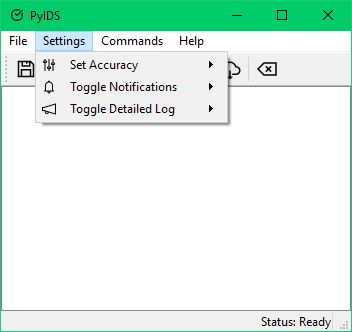 PyIDS
File Settings Commands Help
Set Accuracy
Toggle Notifications
Toggle Detailed Log
Status: Ready